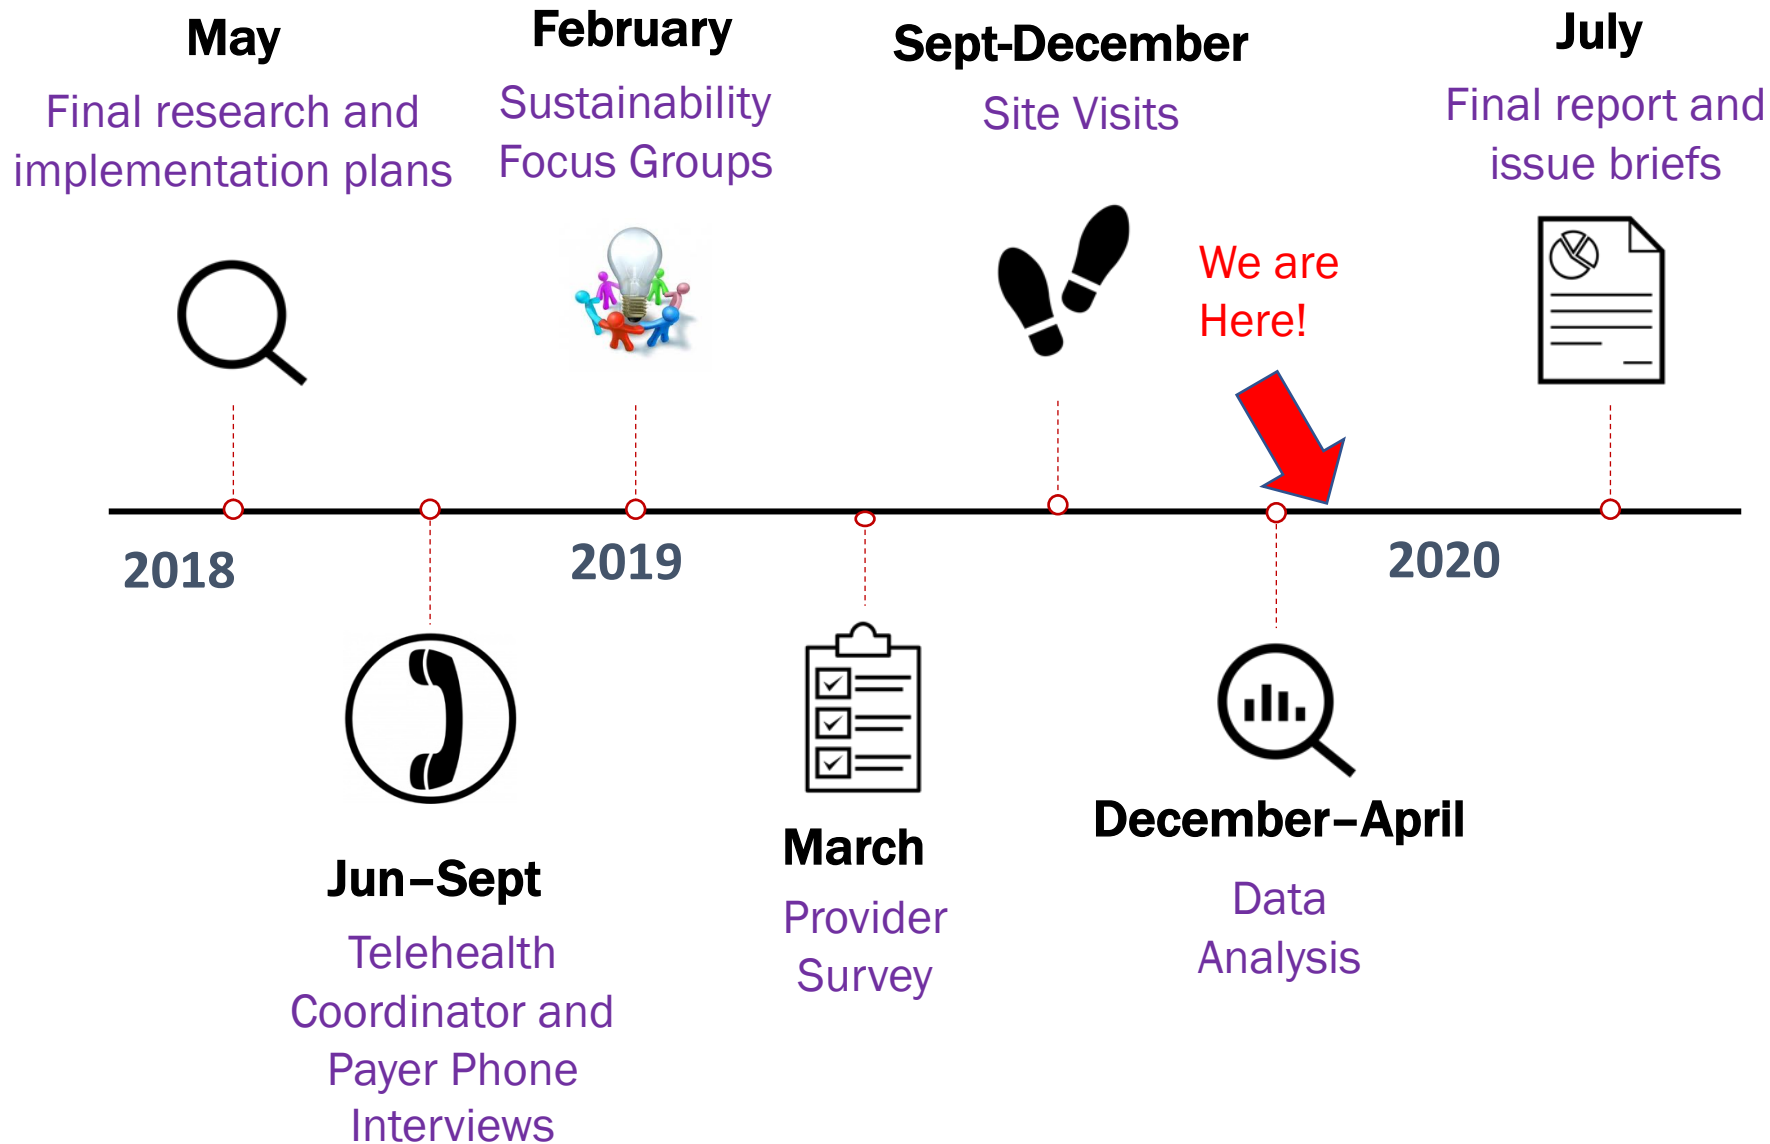 May
Final research and
implementation plans
February
Sustainability
Focus Groups
Sept-December
Site Visits
We are
Here!
July
Final report and
issue briefs
2018
2019
2020
Jun–Sept
Telehealth
Coordinator and
Payer Phone
Interviews
March
Provider
Survey
December–April
Data
Analysis